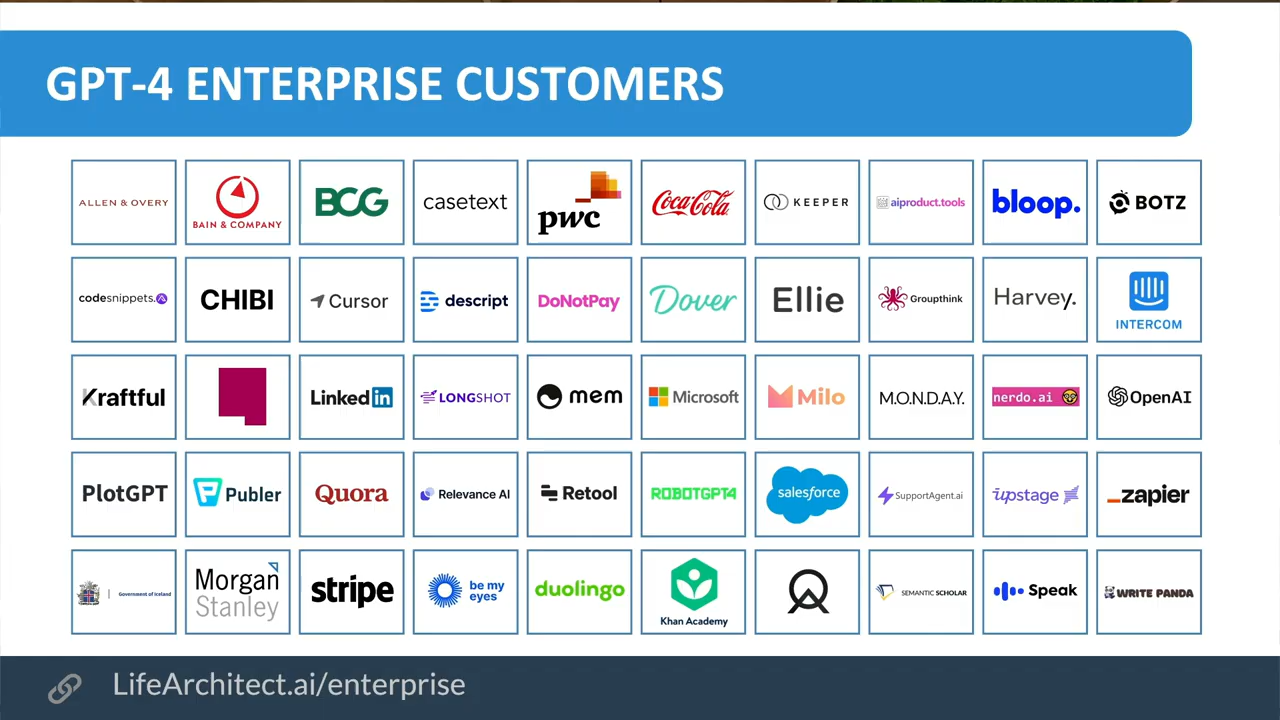 GPT-4 ENTERPRISE CUSTOMERS
ALLEN & OVERY
BAIN & COMPANY
BCG
casetext
pwc
Coca-Cola
KEEPER
aiproduct.tools
bloop.
BOTZ
codesnippets.
CHIBI
Cursor
descript
DoNotPay
Dover
Ellie
Groupthink
Harvey.
INTERCOM
Kraftful
LinkedIn
LONGSHOT
mem
Microsoft
Milo
M.O.N.D.A.Y.
nerdo.ai
OpenAI
PlotGPT
Publer
Quora
Relevance AI
Retool
ROBOTGPT4
salesforce
SupportAgent.ai
upstage
zapier
Government of Iceland
Morgan
Stanley
stripe
be my
eyes
duolingo
Khan Academy
SEMANTIC SCHOLAR
Speak
WRITE PANDA
LifeArchitect.ai/enterprise